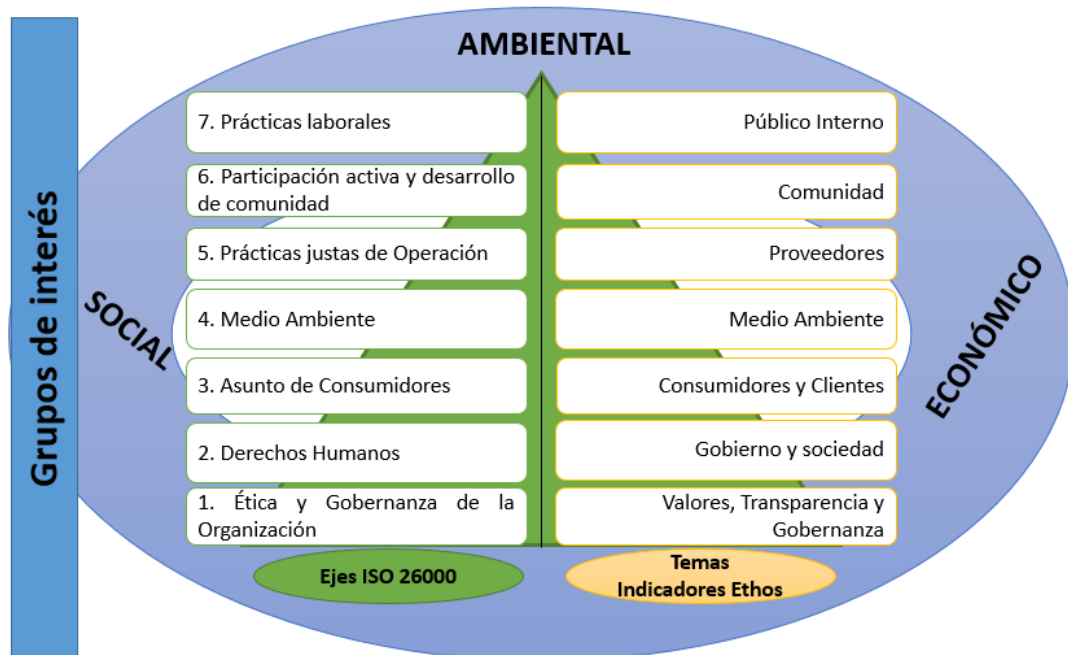 AMBIENTAL
Grupos de interés
SOCIAL
ECONÓMICO
7. Prácticas laborales
Público Interno
6. Participación activa y desarrollo
de comunidad
Comunidad
5. Prácticas justas de Operación
Proveedores
4. Medio Ambiente
Medio Ambiente
3. Asunto de Consumidores
Consumidores y Clientes
2. Derechos Humanos
Gobierno y sociedad
1. Ética y Gobernanza de la
Organización
Valores, Transparencia y
Gobernanza
Ejes ISO 26000
Temas
Indicadores Ethos